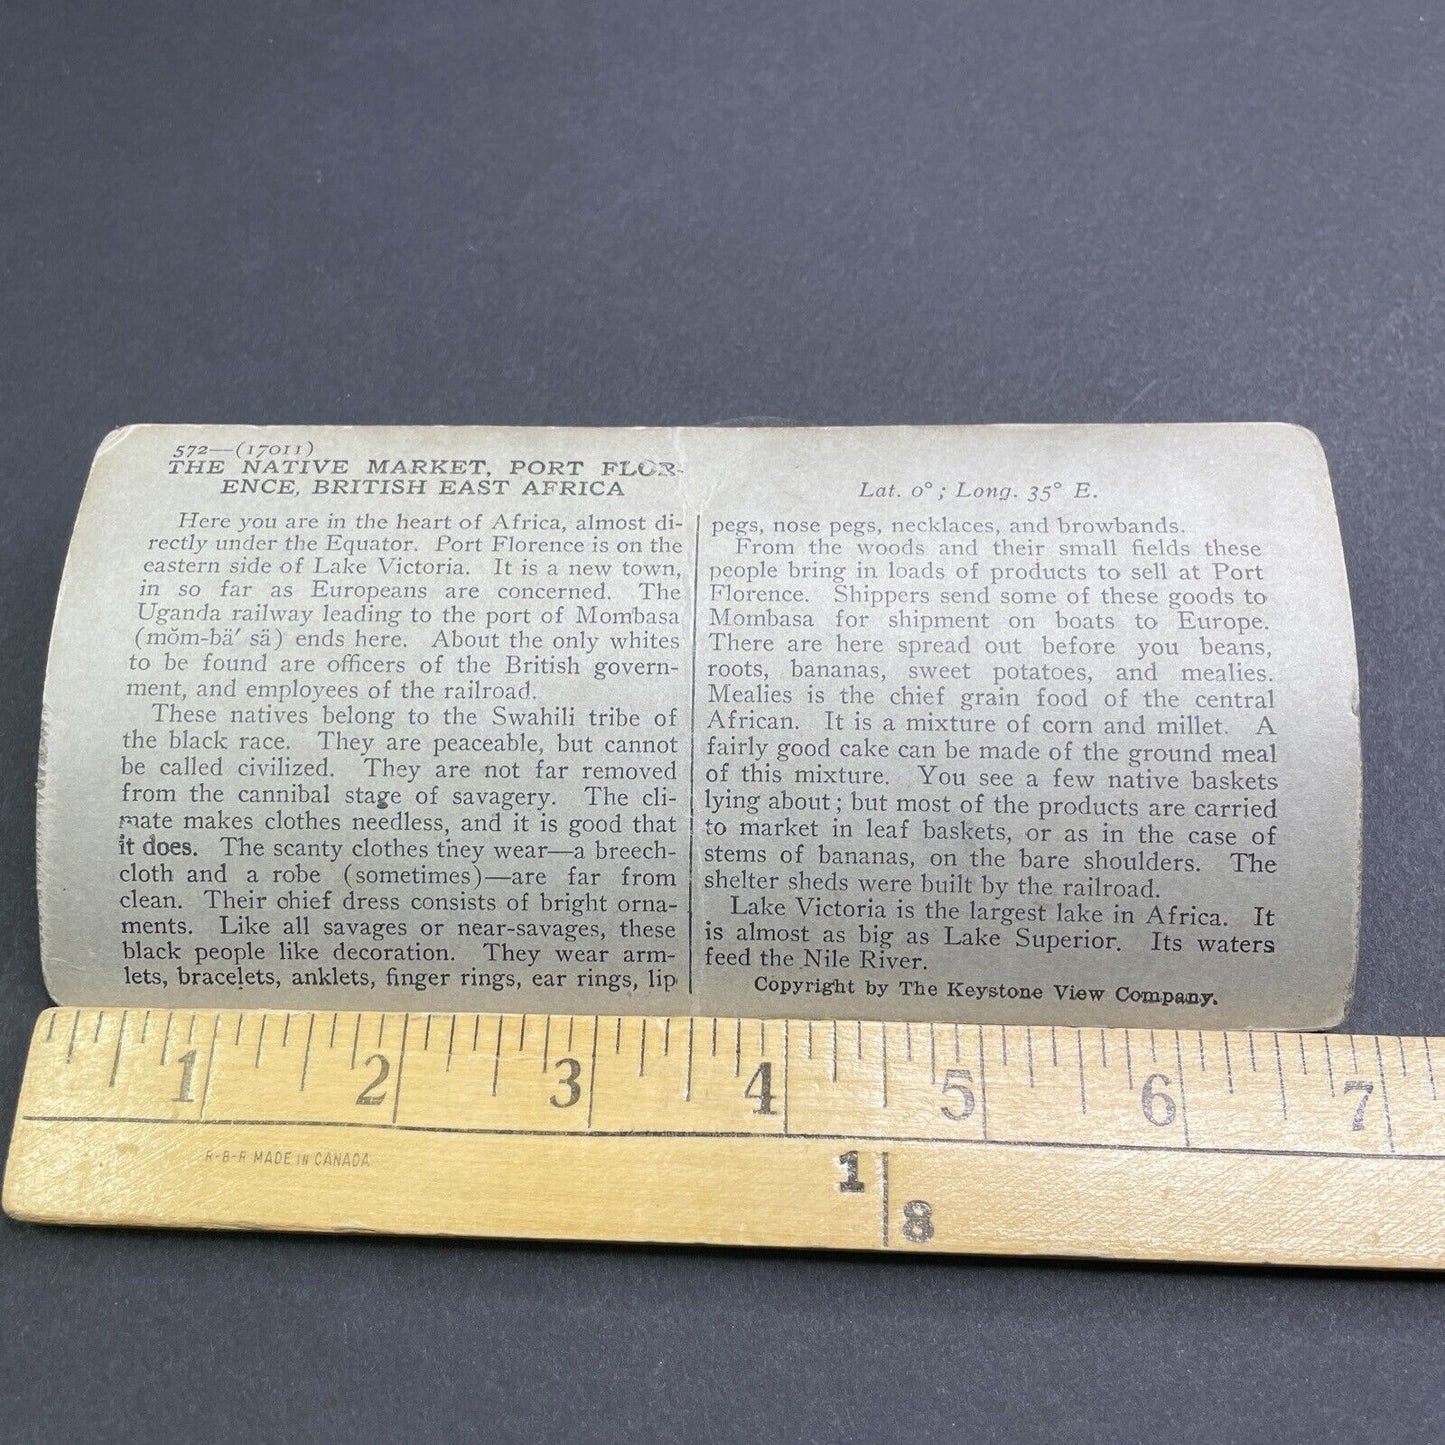 572—(17011)
THE NATIVE MARKET, PORT FLOR-
ENCE, BRITISH EAST AFRICA
Lat. 0°; Long. 35° E.
Here you are in the heart of Africa, almost di-
rectly under the Equator. Port Florence is on the
eastern side of Lake Victoria. It is a new town,
in so far as Europeans are concerned. The
Uganda railway leading to the port of Mombasa
(mŏm-bä′ sä) ends here. About the only whites
to be found are officers of the British govern-
ment, and employees of the railroad.
These natives belong to the Swahili tribe of
the black race. They are peaceable, but cannot
be called civilized. They are not far removed
from the cannibal stage of savagery. The cli-
mate makes clothes needless, and it is good that
it does. The scanty clothes they wear—a breech-
cloth and a robe (sometimes)—are far from
clean. Their chief dress consists of bright orna-
ments. Like all savages or near-savages, these
black people like decoration. They wear arm-
lets, bracelets, anklets, finger rings, ear rings, lip
pegs, nose pegs, necklaces, and browbands.
From the woods and their small fields these
people bring in loads of products to sell at Port
Florence. Shippers send some of these goods to
Mombasa for shipment on boats to Europe.
There are here spread out before you beans,
roots, bananas, sweet potatoes, and mealies.
Mealies is the chief grain food of the central
African. It is a mixture of corn and millet. A
fairly good cake can be made of the ground meal
of this mixture. You see a few native baskets
lying about; but most of the products are carried
to market in leaf baskets, or as in the case of
stems of bananas, on the bare shoulders. The
shelter sheds were built by the railroad.
Lake Victoria is the largest lake in Africa. It
is almost as big as Lake Superior. Its waters
feed the Nile River.
Copyright by The Keystone View Company.
1 2 3 4 5 6 7
R-B-R MADE IN CANADA
1
8